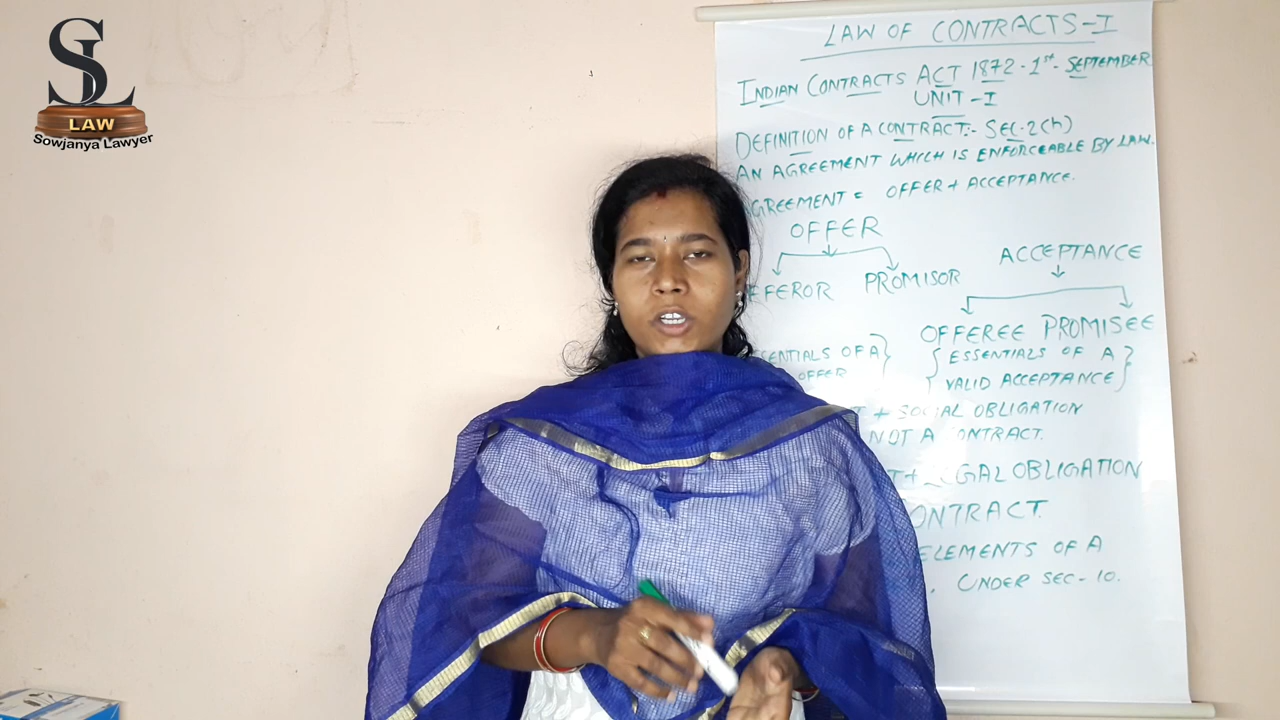 SL
LAW
Sowjanya Lawyer
LAW OF CONTRACTS-I
INDIAN CONTRACTS ACT 1872 - 1st SEPTEMBER
UNIT-I
DEFINITION OF A CONTRACT:- SEC-2(h)
AN AGREEMENT WHICH IS ENFORCEABLE BY LAW.
GREEMENT = OFFER + ACCEPTANCE.
OFFER
ACCEPTANCE
FEROR PROMISOR
OFFEREE PROMISEE
SENTIALS OF A
OFFER
ESSENTIALS OF A
VALID ACCEPTANCE
T + SOCIAL OBLIGATION
NOT A CONTRACT.
T + LEGAL OBLIGATION
ONTRACT.
ELEMENTS OF A
UNDER SEC-10.